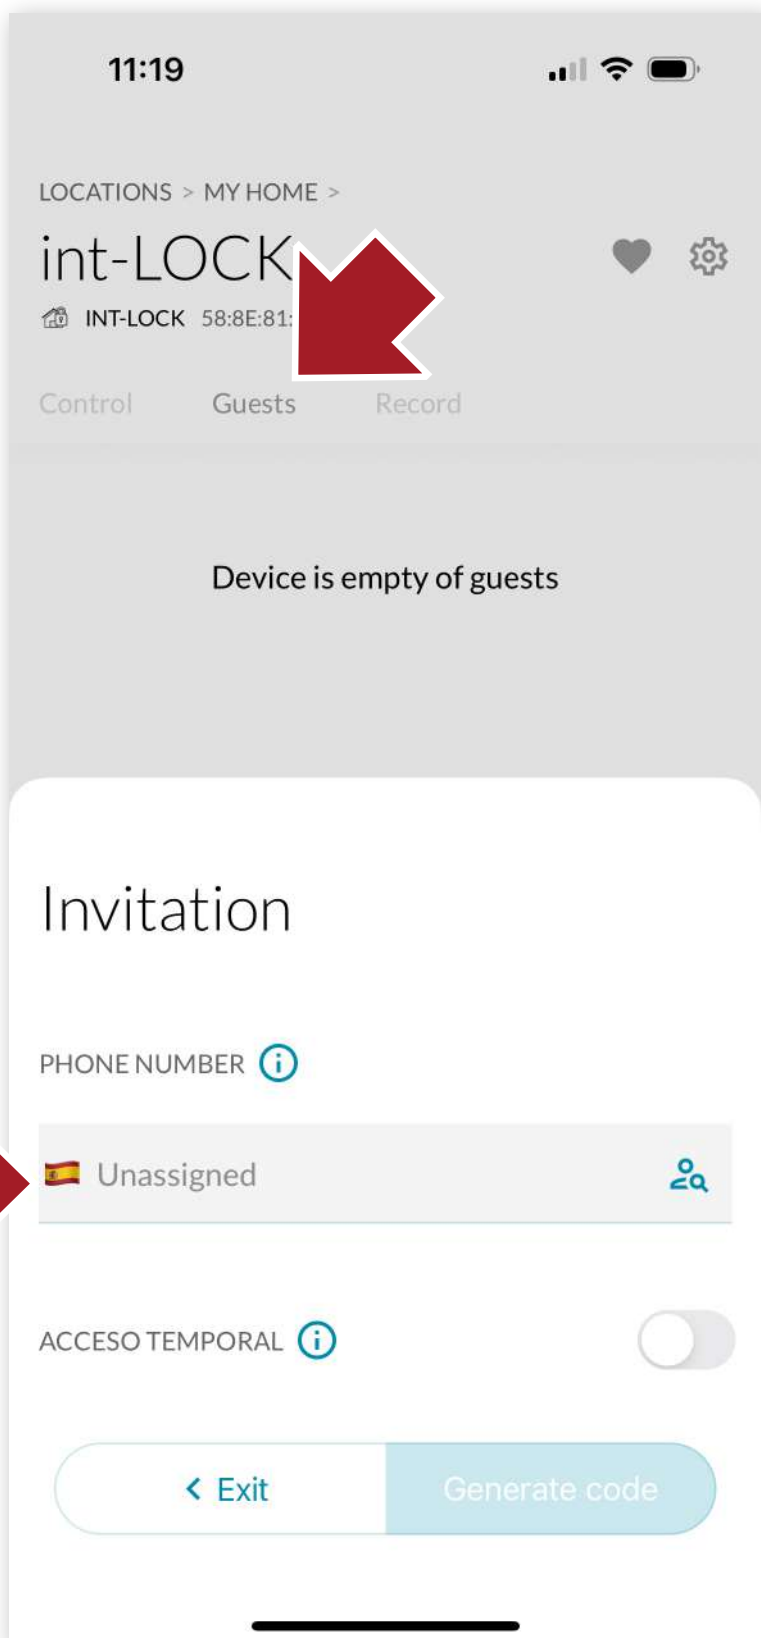 11:19
LOCATIONS > MY HOME >
int-LOCK
INT-LOCK 58:8E:81:
Control Guests Record
Device is empty of guests
Invitation
PHONE NUMBER
Unassigned
ACCESO TEMPORAL
< Exit Generate code